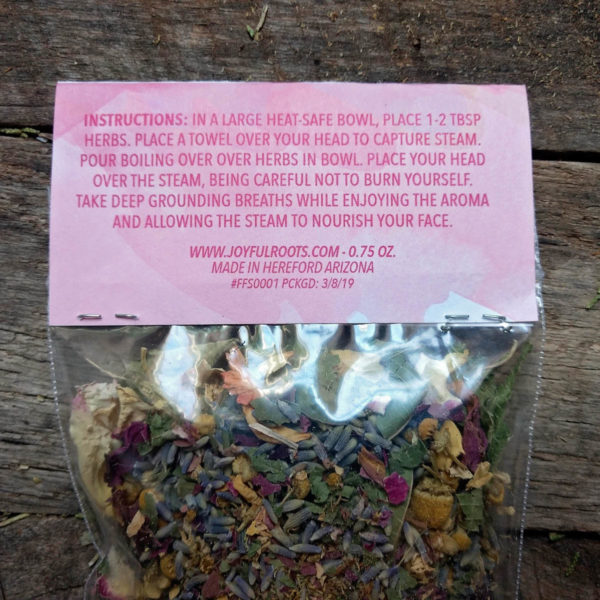 INSTRUCTIONS: IN A LARGE HEAT-SAFE BOWL, PLACE 1-2 TBSP
HERBS. PLACE A TOWEL OVER YOUR HEAD TO CAPTURE STEAM.
POUR BOILING OVER OVER HERBS IN BOWL. PLACE YOUR HEAD
OVER THE STEAM, BEING CAREFUL NOT TO BURN YOURSELF.
TAKE DEEP GROUNDING BREATHS WHILE ENJOYING THE AROMA
AND ALLOWING THE STEAM TO NOURISH YOUR FACE.
WWW.JOYFULROOTS.COM - 0.75 OZ.
MADE IN HEREFORD ARIZONA
#FFS0001 PCKGD: 3/8/19